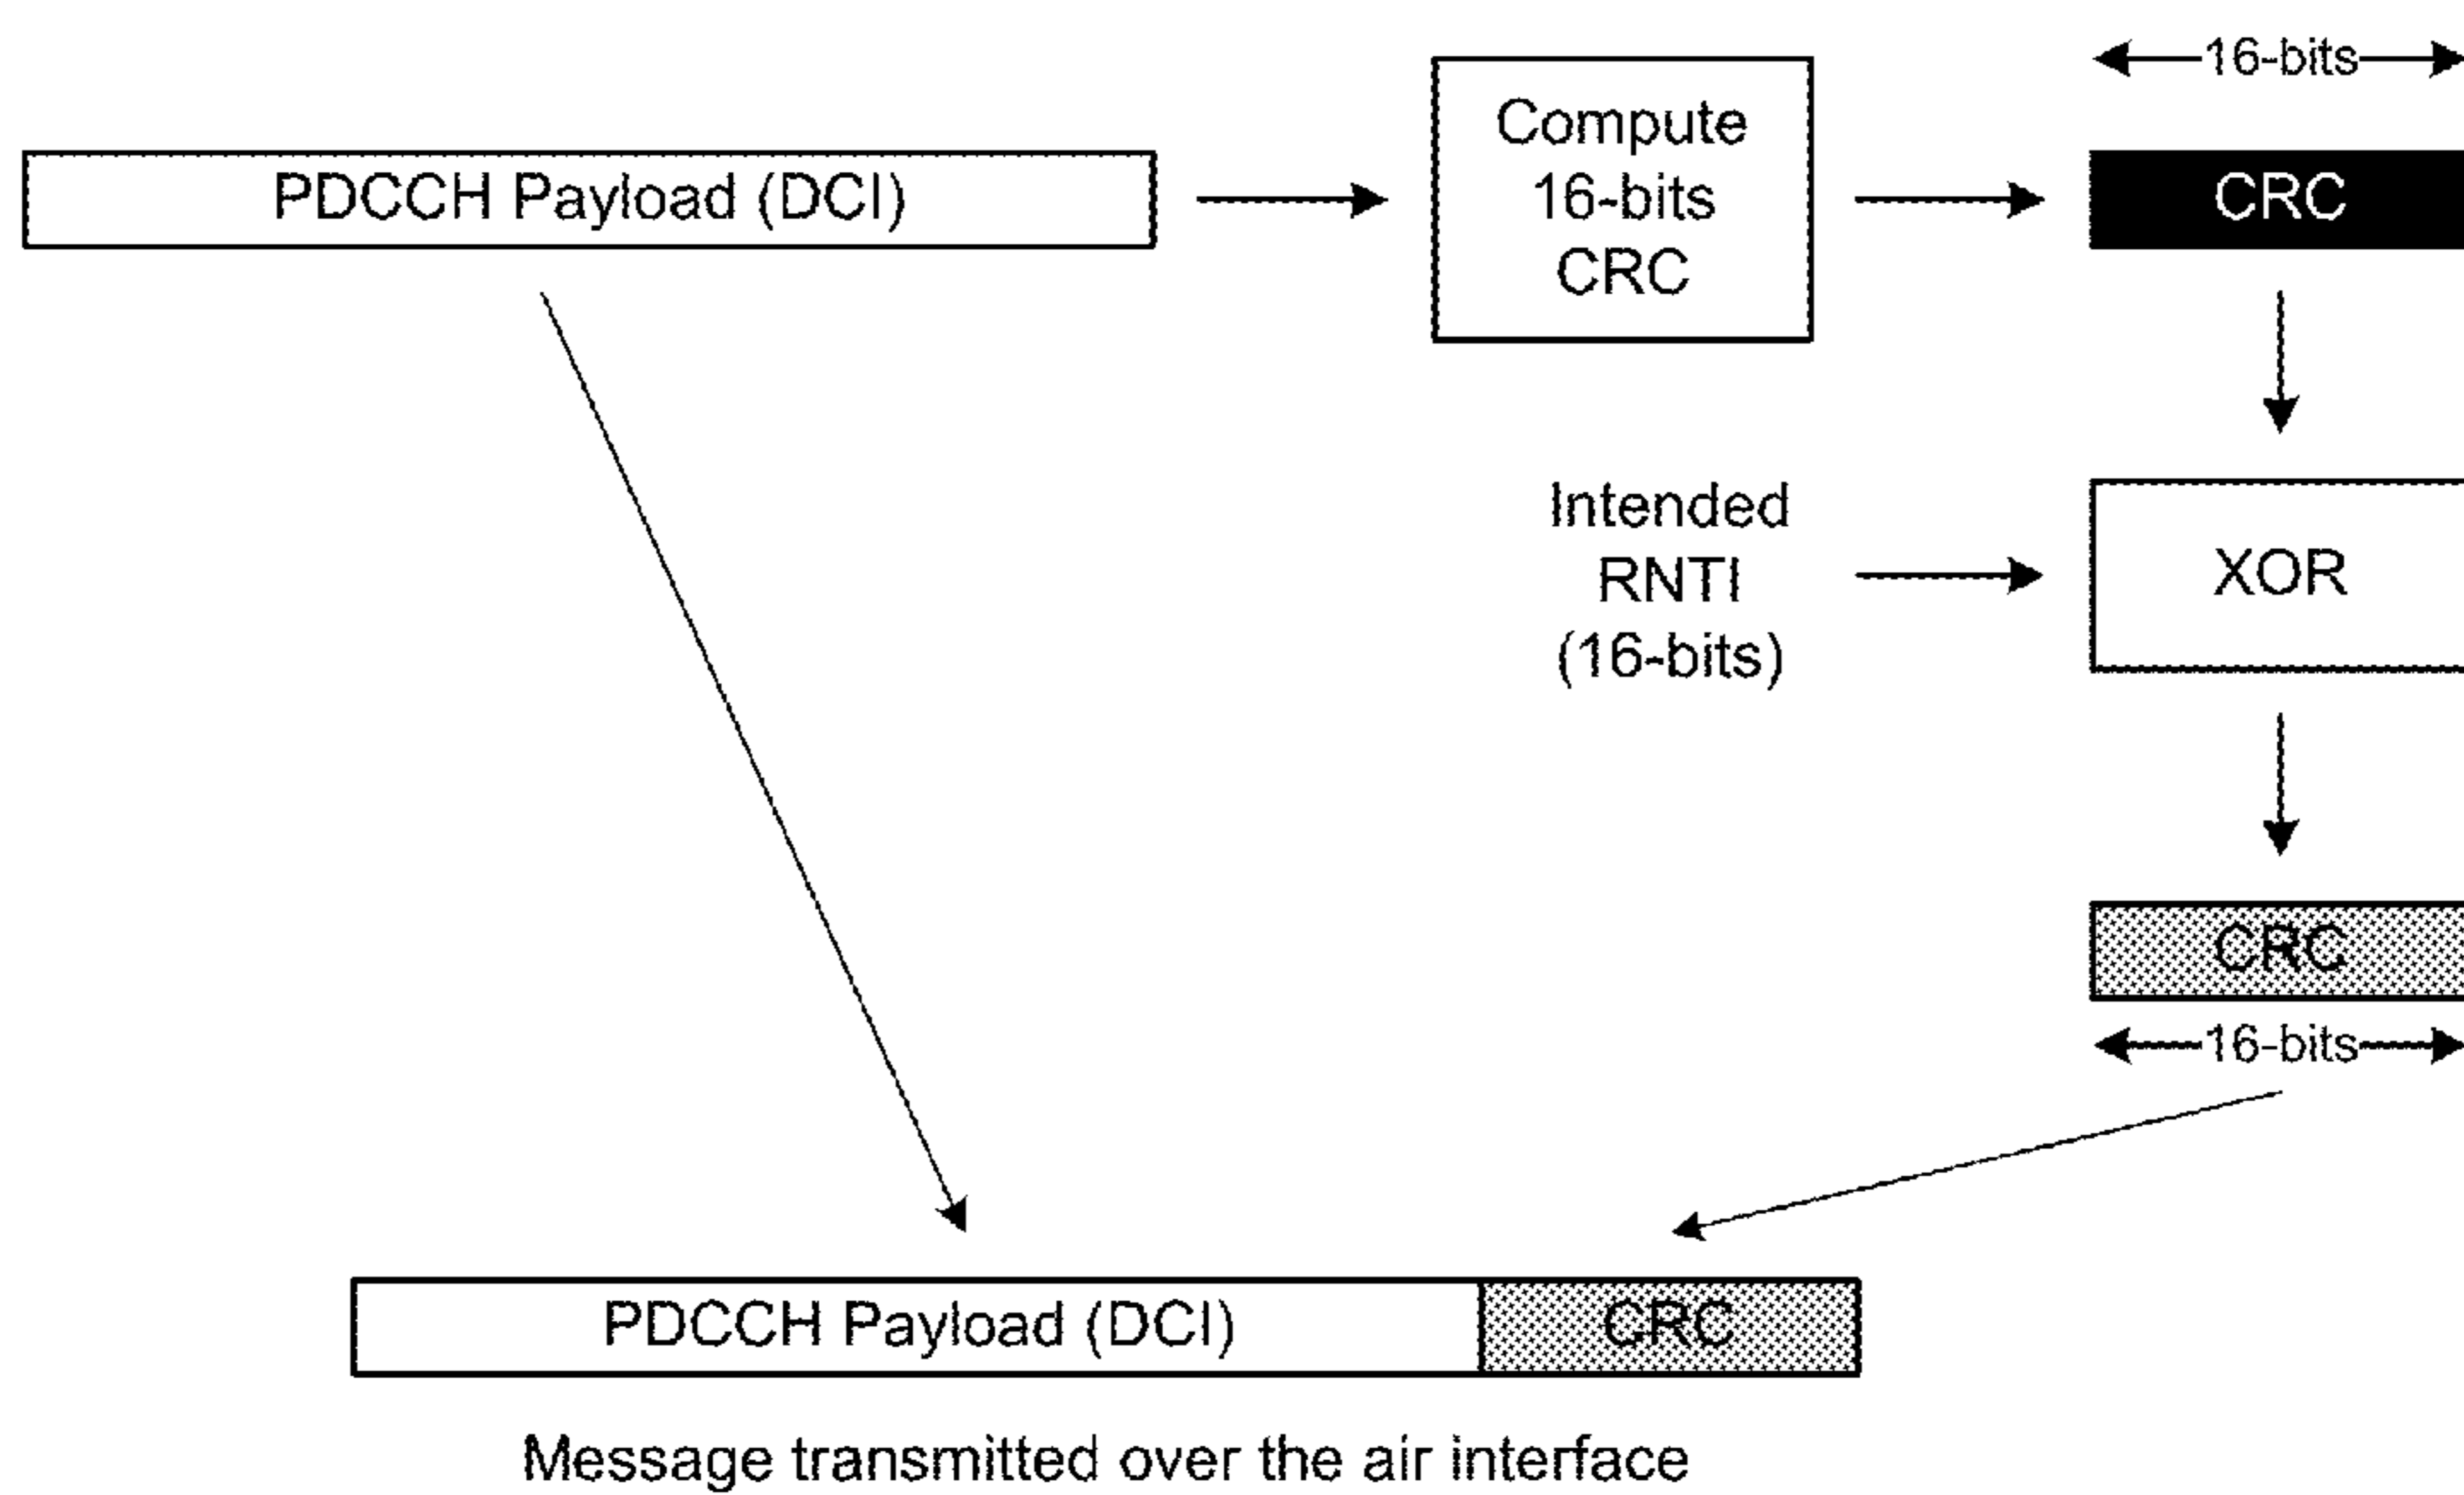 16-bits
PDCCH Payload (DCI)
Compute
16-bits
CRC
CRC
Intended
RNTI
(16-bits)
XOR
CRC
16-bits
PDCCH Payload (DCI)
CRC
Message transmitted over the air interface